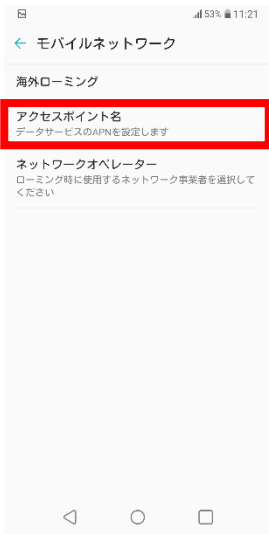 53% 11:21
モバイルネットワーク
海外ローミング
アクセスポイント名
データサービスのAPNを設定します
ネットワークオペレーター
ローミング時に使用するネットワーク事業者を選択して
ください